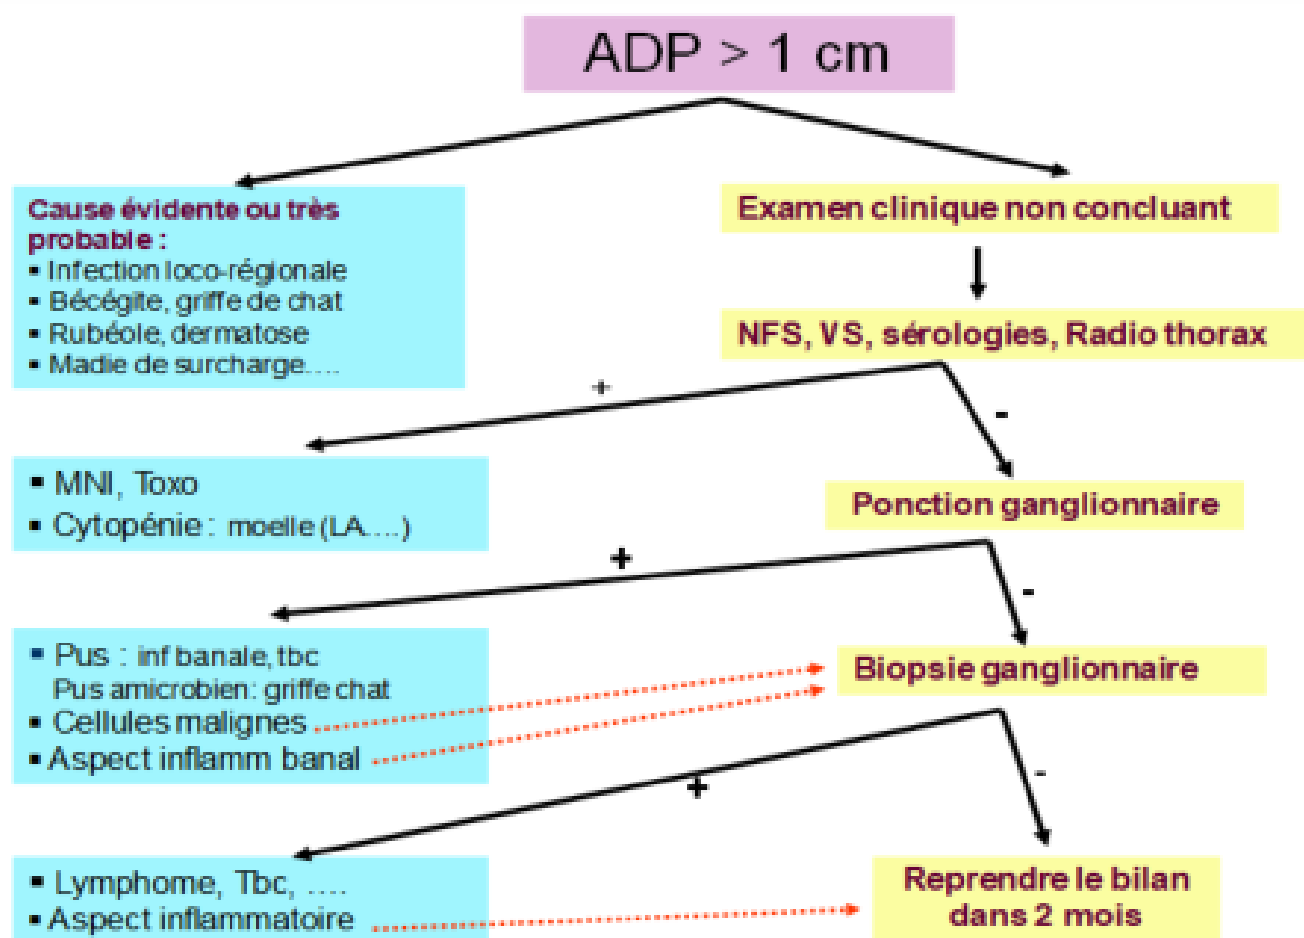 ADP > 1 cm
Cause évidente ou très
probable :
▪ Infection loco-régionale
▪ Bécégite, griffe de chat
▪ Rubéole, dermatose
▪ Madie de surcharge….
Examen clinique non concluant
NFS, VS, sérologies, Radio thorax
+
-
▪ MNI, Toxo
▪ Cytopénie : moelle (LA….)
Ponction ganglionnaire
+
-
▪ Pus : inf banale, tbc
Pus amicrobien: griffe chat
▪ Cellules malignes
▪ Aspect inflamm banal
Biopsie ganglionnaire
+
-
▪ Lymphome, Tbc, ….
▪ Aspect inflammatoire
Reprendre le bilan
dans 2 mois